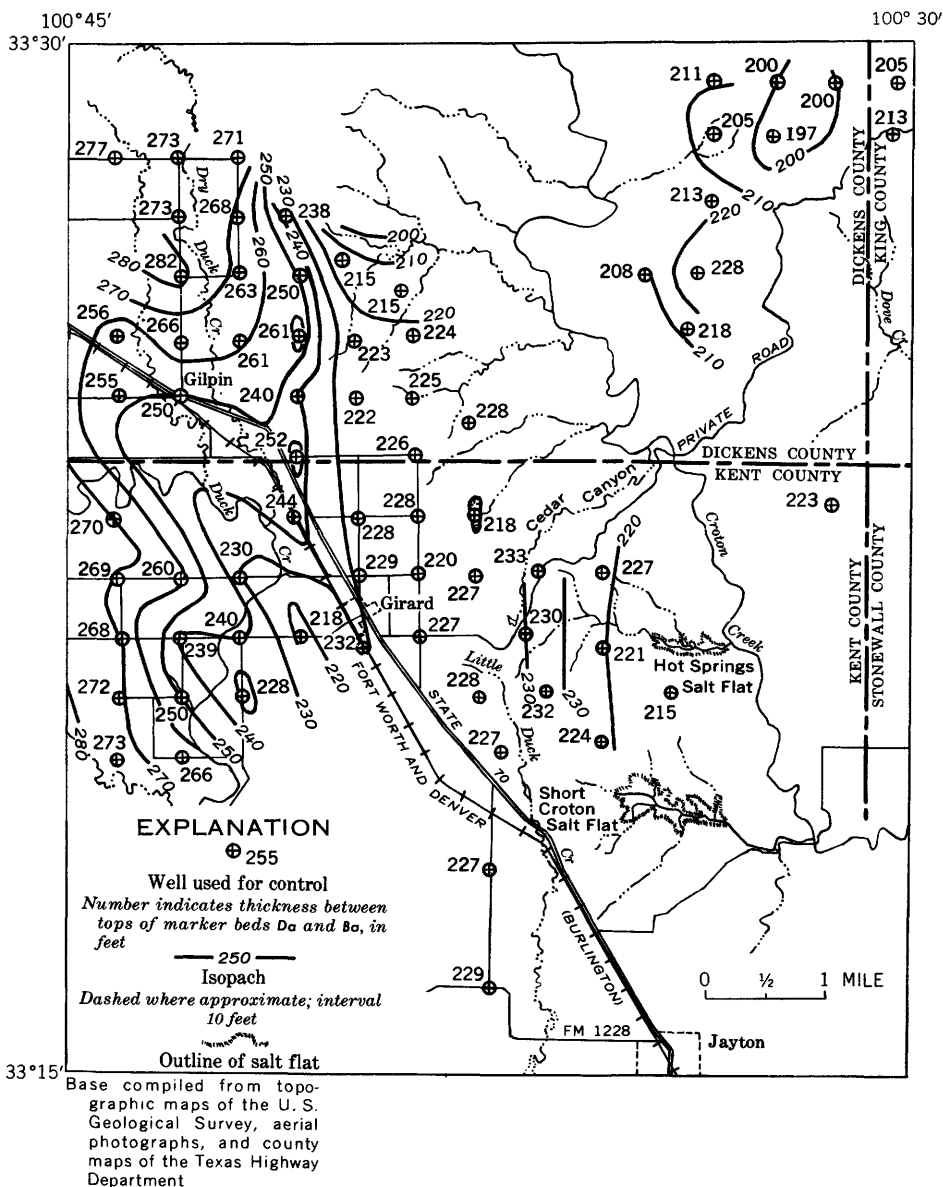 100°45'
100°30'
33°30'
211
200
205
200
205
197
213
200
DICKENS COUNTY
KING COUNTY
277
273
271
250
230
Dry
273
268
238
240
260
200
210
213
210
220
280
282
Duck
263
250
215
215
208
228
270
256
266
Cr
261
261
220
224
223
218
210
Dove
Cr
ROAD
255
Gilpin
250
240
222
225
228
PRIVATE
252
226
DICKENS COUNTY
KENT COUNTY
Duck
244
228
228
218
Cedar Canyon
223
270
Cr
220
Croton
269
260
230
229
220
227
233
227
Girard
KENT COUNTY
STONEWALL COUNTY
268
239
240
218
232
227
230
221
Creek
Hot Springs
Salt Flat
220
Little
272
250
228
230
228
230
232
230
215
FORT WORTH AND DENVER
STATE
70
Duck
280
273
270
266
250
240
227
224
Short
Croton
Salt Flat
Cr
EXPLANATION
255
Well used for control
Number indicates thickness between
tops of marker beds Da and Ba, in
feet
250
Isopach
Dashed where approximate; interval
10 feet
Outline of salt flat
227
(BURLINGTON)
229
0 ½ 1 MILE
FM 1228
Jayton
33°15'
Base compiled from topo-
graphic maps of the U. S.
Geological Survey, aerial
photographs, and county
maps of the Texas Highway
Department